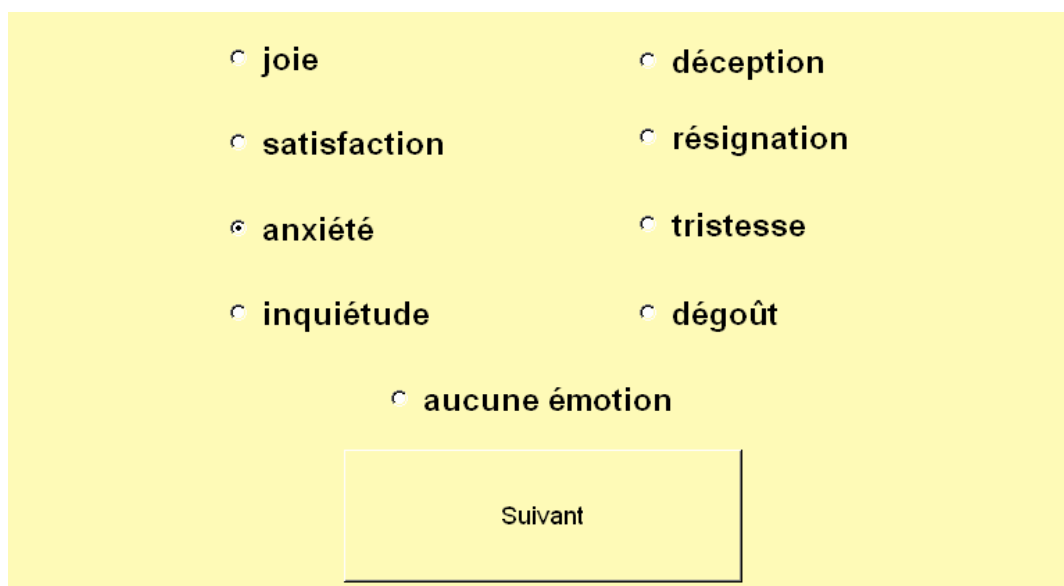 joie
déception
satisfaction
résignation
anxiété
tristesse
inquiétude
dégoût
aucune émotion
Suivant